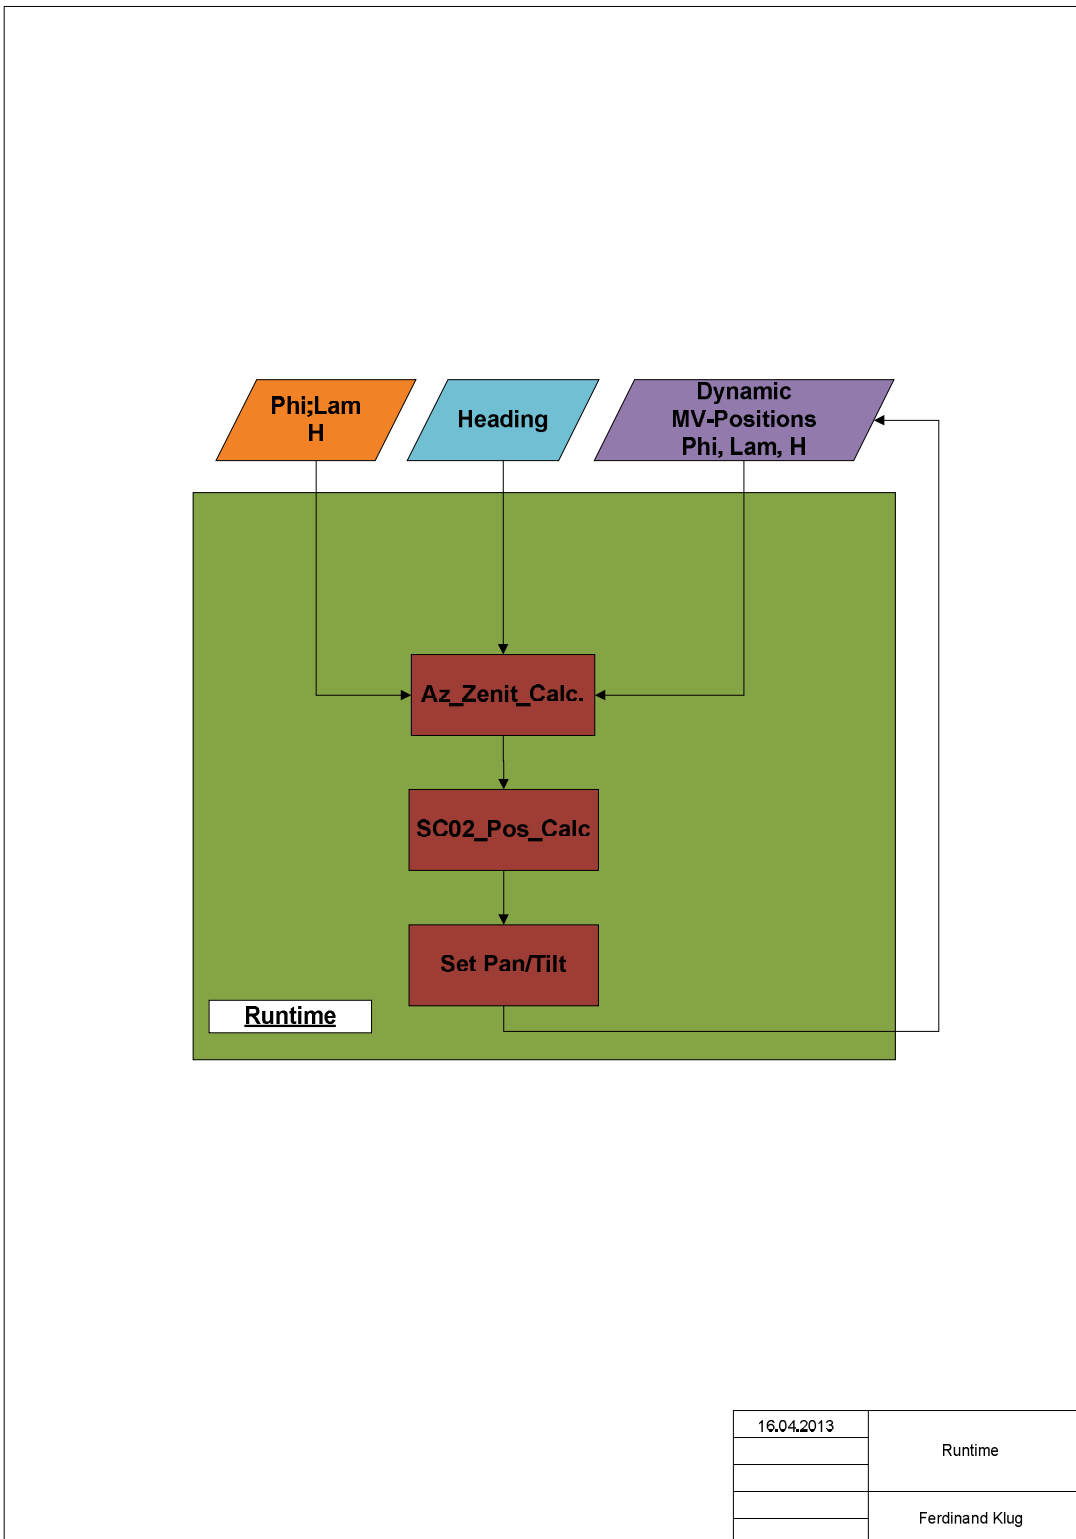 Phi;Lam
H
Heading
Dynamic
MV-Positions
Phi, Lam, H
Az_Zenit_Calc.
SC02_Pos_Calc
Set Pan/Tilt
Runtime
16.04.2013
Runtime
Ferdinand Klug